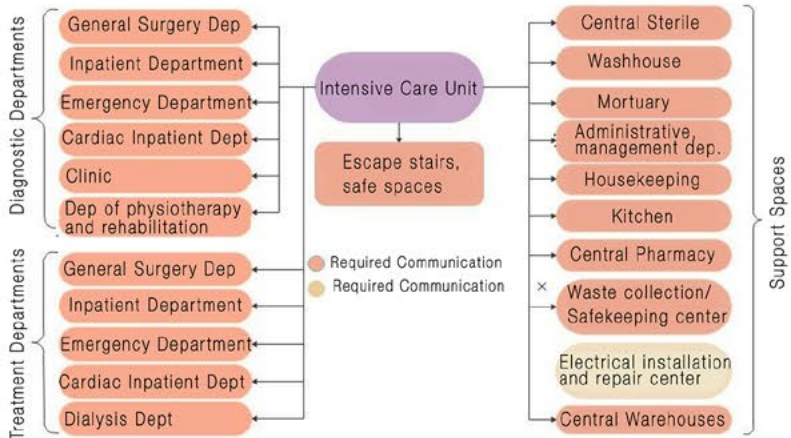 Diagnostic Departments
General Surgery Dep
Inpatient Department
Emergency Department
Cardiac Inpatient Dept
Clinic
Dep of physiotherapy
and rehabilitation
Treatment Departments
General Surgery Dep
Inpatient Department
Emergency Department
Cardiac Inpatient Dept
Dialysis Dept
Intensive Care Unit
Escape stairs,
safe spaces
Required Communication
Required Communication
Central Sterile
Washhouse
Mortuary
Administrative,
management dep.
Housekeeping
Kitchen
Central Pharmacy
×
Waste collection/
Safekeeping center
Electrical installation
and repair center
Central Warehouses
Support Spaces